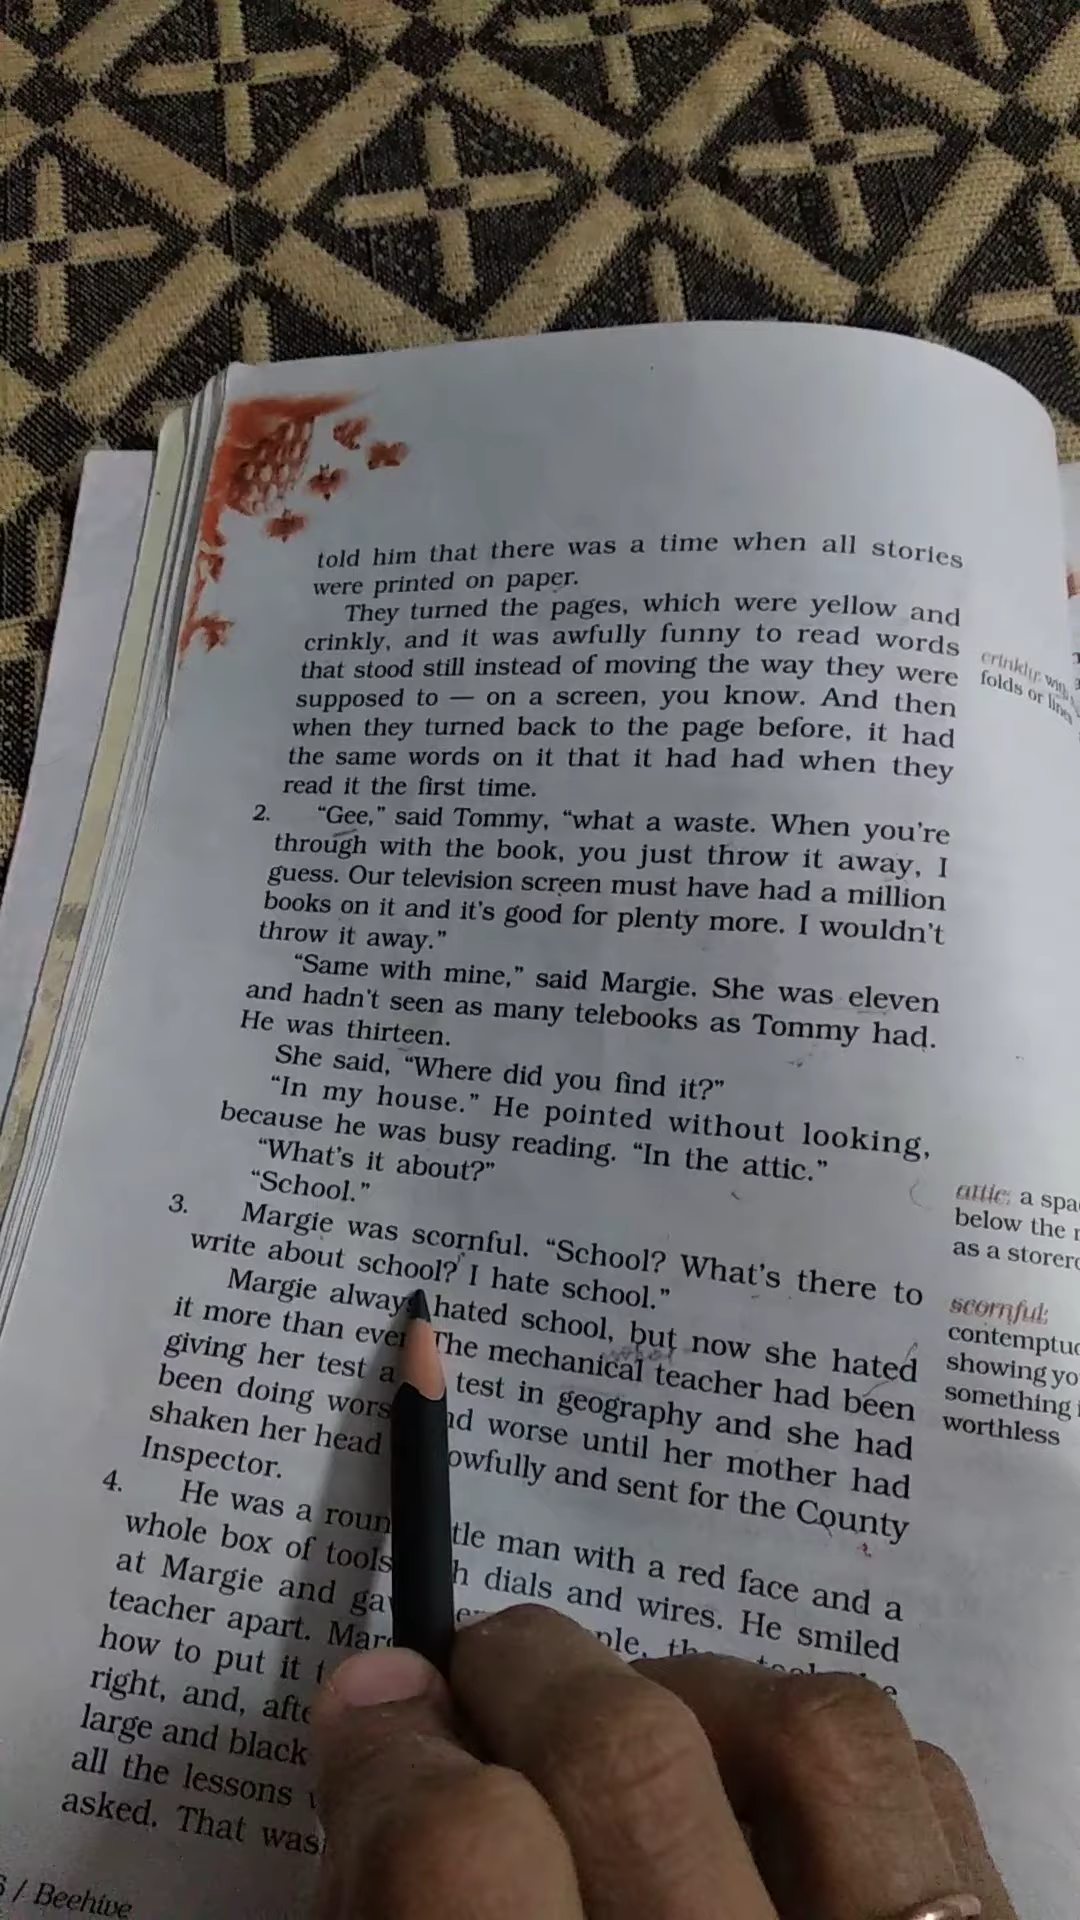 told him that there was a time when all stories
were printed on paper.
They turned the pages, which were yellow and
crinkly, and it was awfully funny to read words
that stood still instead of moving the way they were
supposed to — on a screen, you know. And then
when they turned back to the page before, it had
the same words on it that it had had when they
read it the first time.
2. “Gee,” said Tommy, “what a waste. When you're
through with the book, you just throw it away, I
guess. Our television screen must have had a million
books on it and it's good for plenty more. I wouldn't
throw it away.”
“Same with mine,” said Margie. She was eleven
and hadn't seen as many telebooks as Tommy had.
He was thirteen.
She said, “Where did you find it?”
“In my house.” He pointed without looking,
because he was busy reading. “In the attic.”
“What's it about?”
“School.”
3. Margie was scornful. “School? What's there to
write about school? I hate school.”
Margie always hated school, but now she hated
it more than ever. The mechanical teacher had been
giving her test a test in geography and she had
been doing wors nd worse until her mother had
shaken her head owfully and sent for the County
Inspector.
4. He was a roun tle man with a red face and a
whole box of tools h dials and wires. He smiled
at Margie and ga
teacher apart.
how to put it
right, and,
large and black
all the lessons
asked. That was
crinkly: with
folds or lines
attic: a spa
below the
as a storero
scornful:
contemptuo
showing yo
something
worthless
6 / Beehive